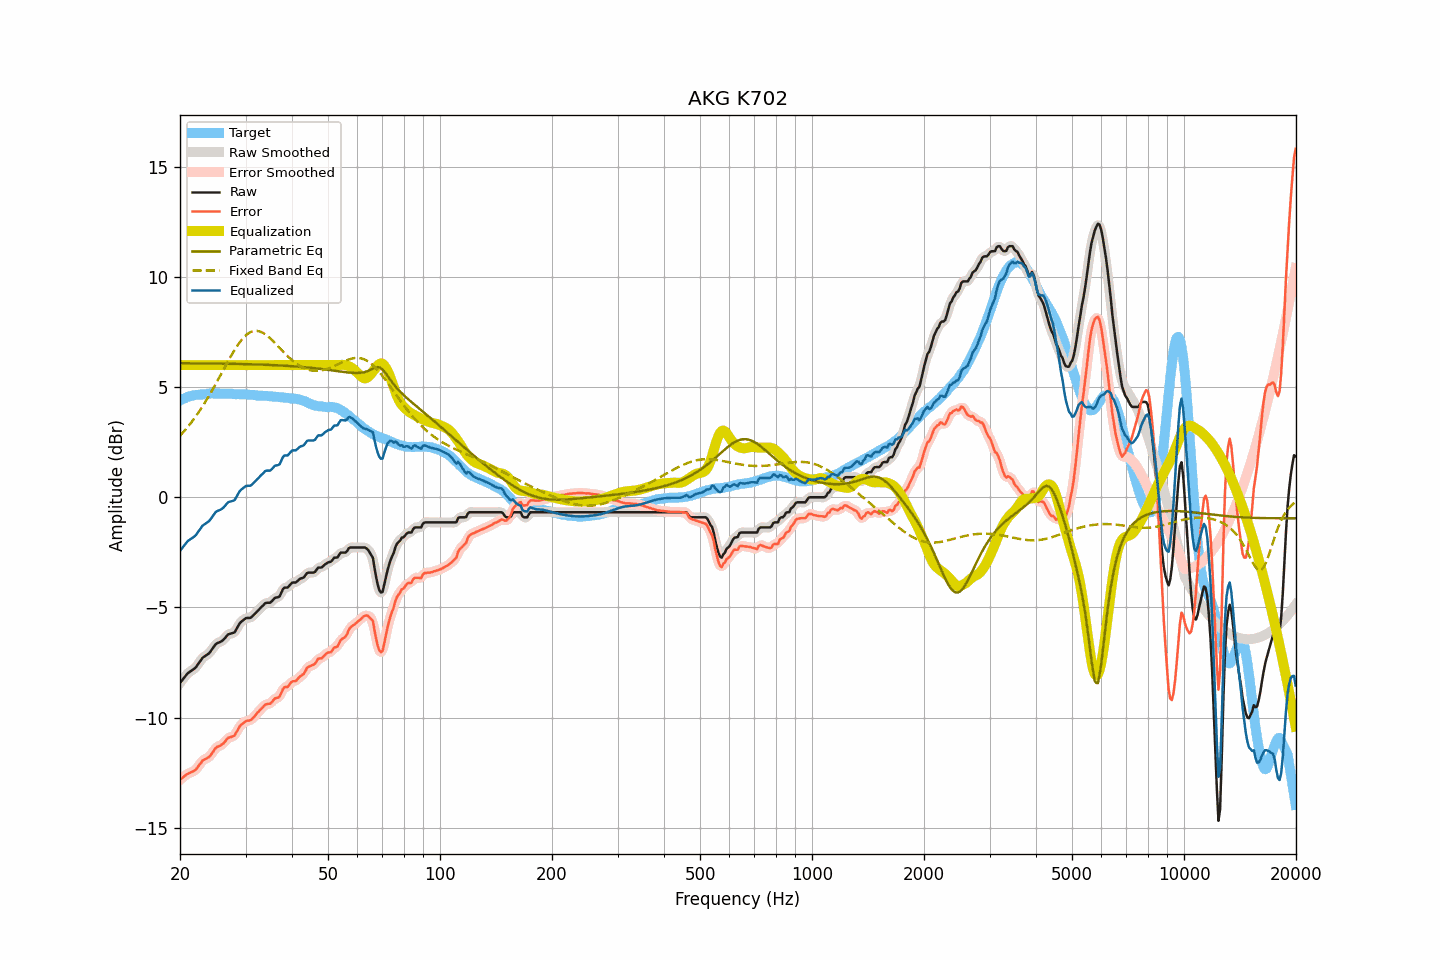 AKG K702
Target
Raw Smoothed
Error Smoothed
Raw
Error
Equalization
Parametric Eq
Fixed Band Eq
Equalized
15
10
5
0
−5
−10
−15
Amplitude (dBr)
20 50 100 200 500 1000 2000 5000 10000 20000
Frequency (Hz)